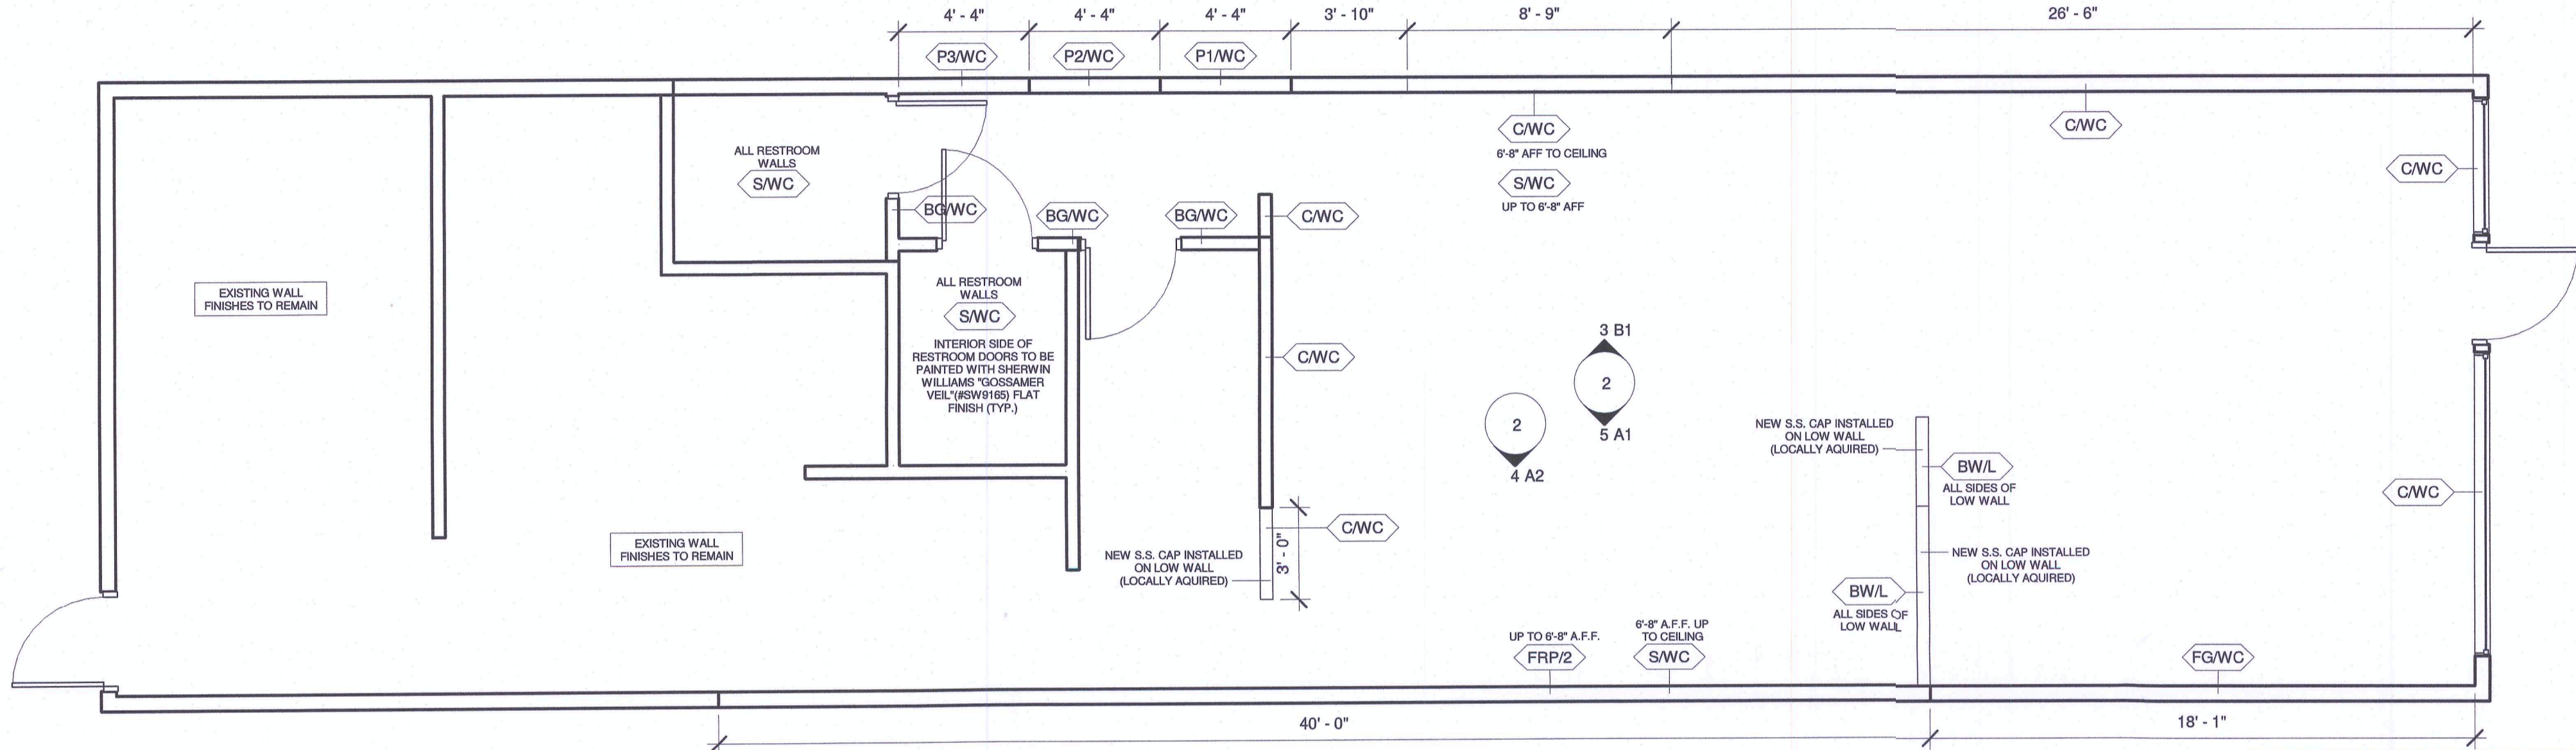 4' - 4"
4' - 4"
4' - 4"
3' - 10"
8' - 9"
26' - 6"
P3/WC
P2/WC
P1/WC
C/WC
6'-8" AFF TO CEILING
S/WC
UP TO 6'-8" AFF
C/WC
C/WC
ALL RESTROOM
WALLS
S/WC
BG/WC
BG/WC
BG/WC
C/WC
EXISTING WALL
FINISHES TO REMAIN
ALL RESTROOM
WALLS
S/WC
INTERIOR SIDE OF
RESTROOM DOORS TO BE
PAINTED WITH SHERWIN
WILLIAMS "GOSSAMER
VEIL"(#SW9165) FLAT
FINISH (TYP.)
C/WC
3 B1
2
5 A1
2
4 A2
NEW S.S. CAP INSTALLED
ON LOW WALL
(LOCALLY AQUIRED)
BW/L
ALL SIDES OF
LOW WALL
C/WC
EXISTING WALL
FINISHES TO REMAIN
C/WC
3' - 0"
NEW S.S. CAP INSTALLED
ON LOW WALL
(LOCALLY AQUIRED)
NEW S.S. CAP INSTALLED
ON LOW WALL
(LOCALLY AQUIRED)
BW/L
ALL SIDES OF
LOW WALL
UP TO 6'-8" A.F.F.
FRP/2
6'-8" A.F.F. UP
TO CEILING
S/WC
FG/WC
40' - 0"
18' - 1"